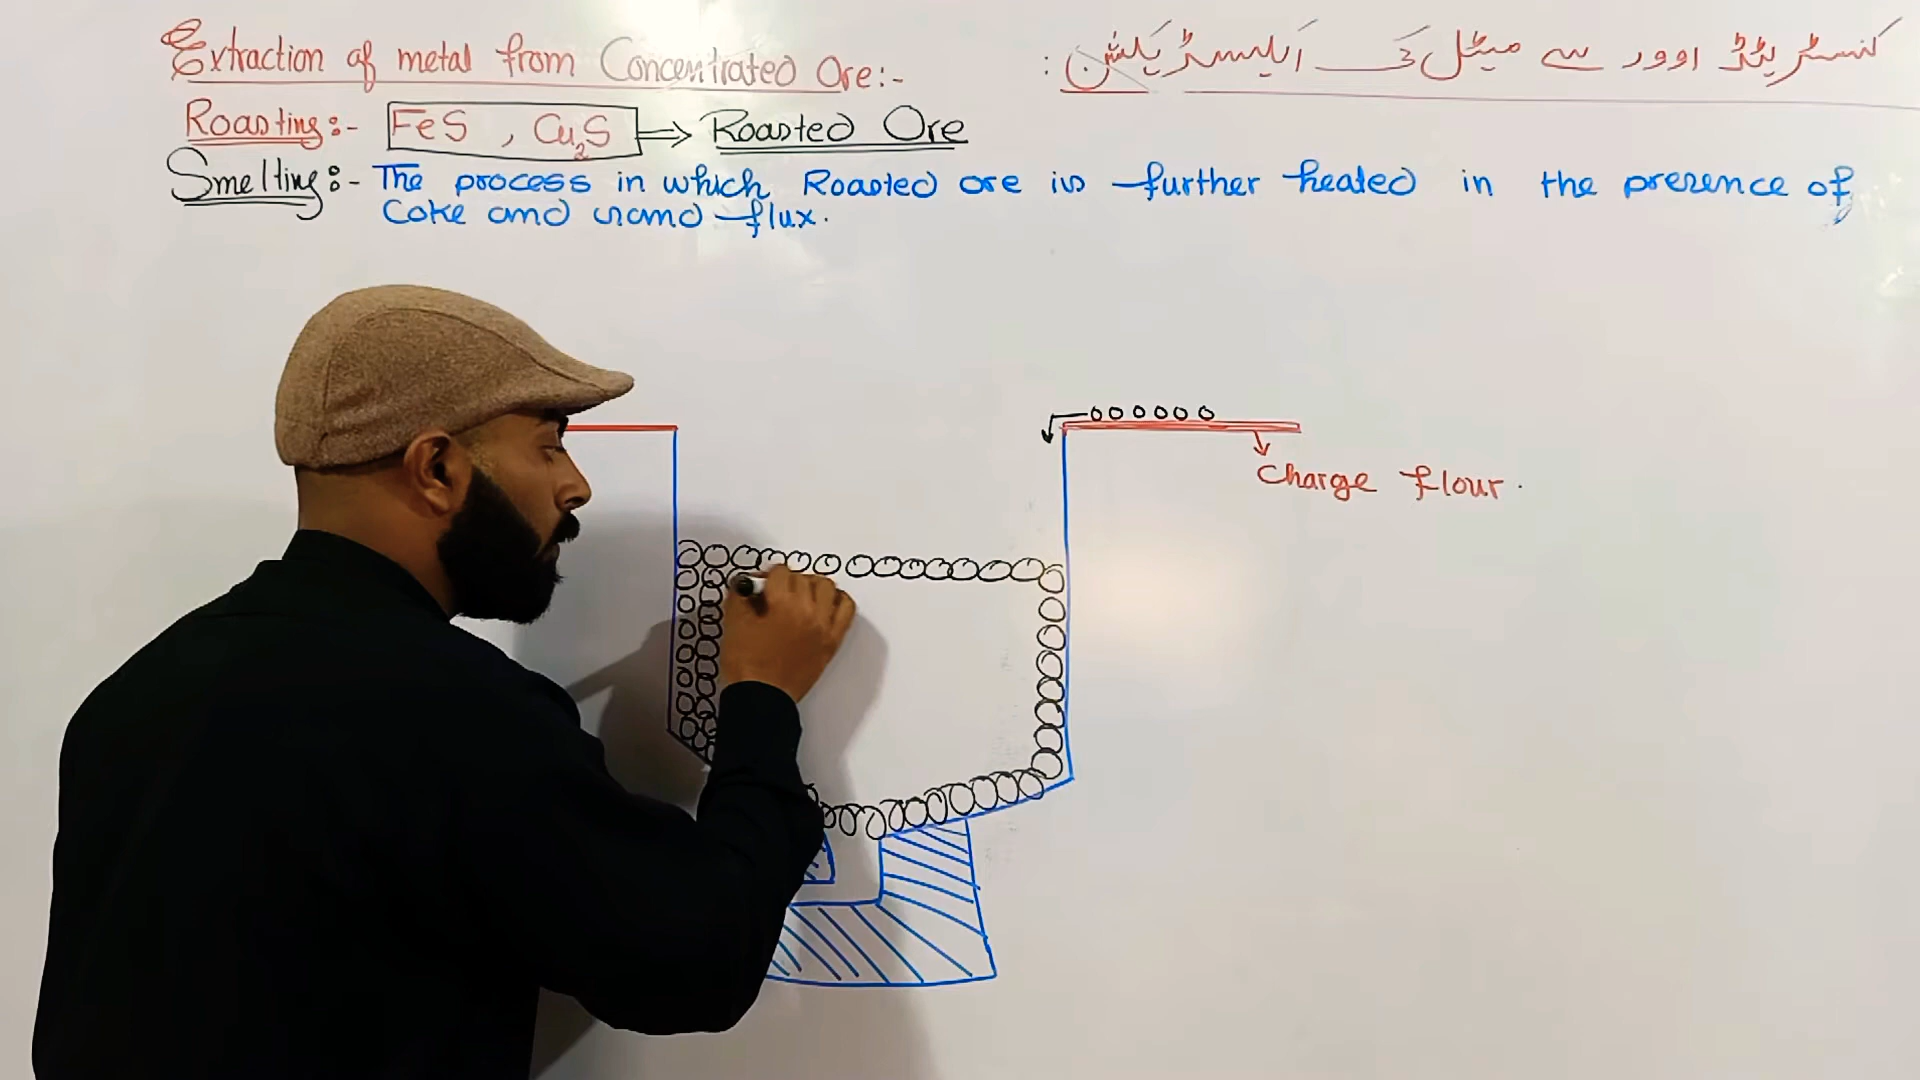 Extraction of metal from Concentrated Ore:-
کنسنٹریٹڈ اوور سے میٹل کی ایکسٹریکشن :
Roasting:- FeS , Cu₂S ⇒ Roasted Ore
Smelting:- The process in which Roasted ore is further heated in the presence of
Coke and sand flux.
Charge flour.